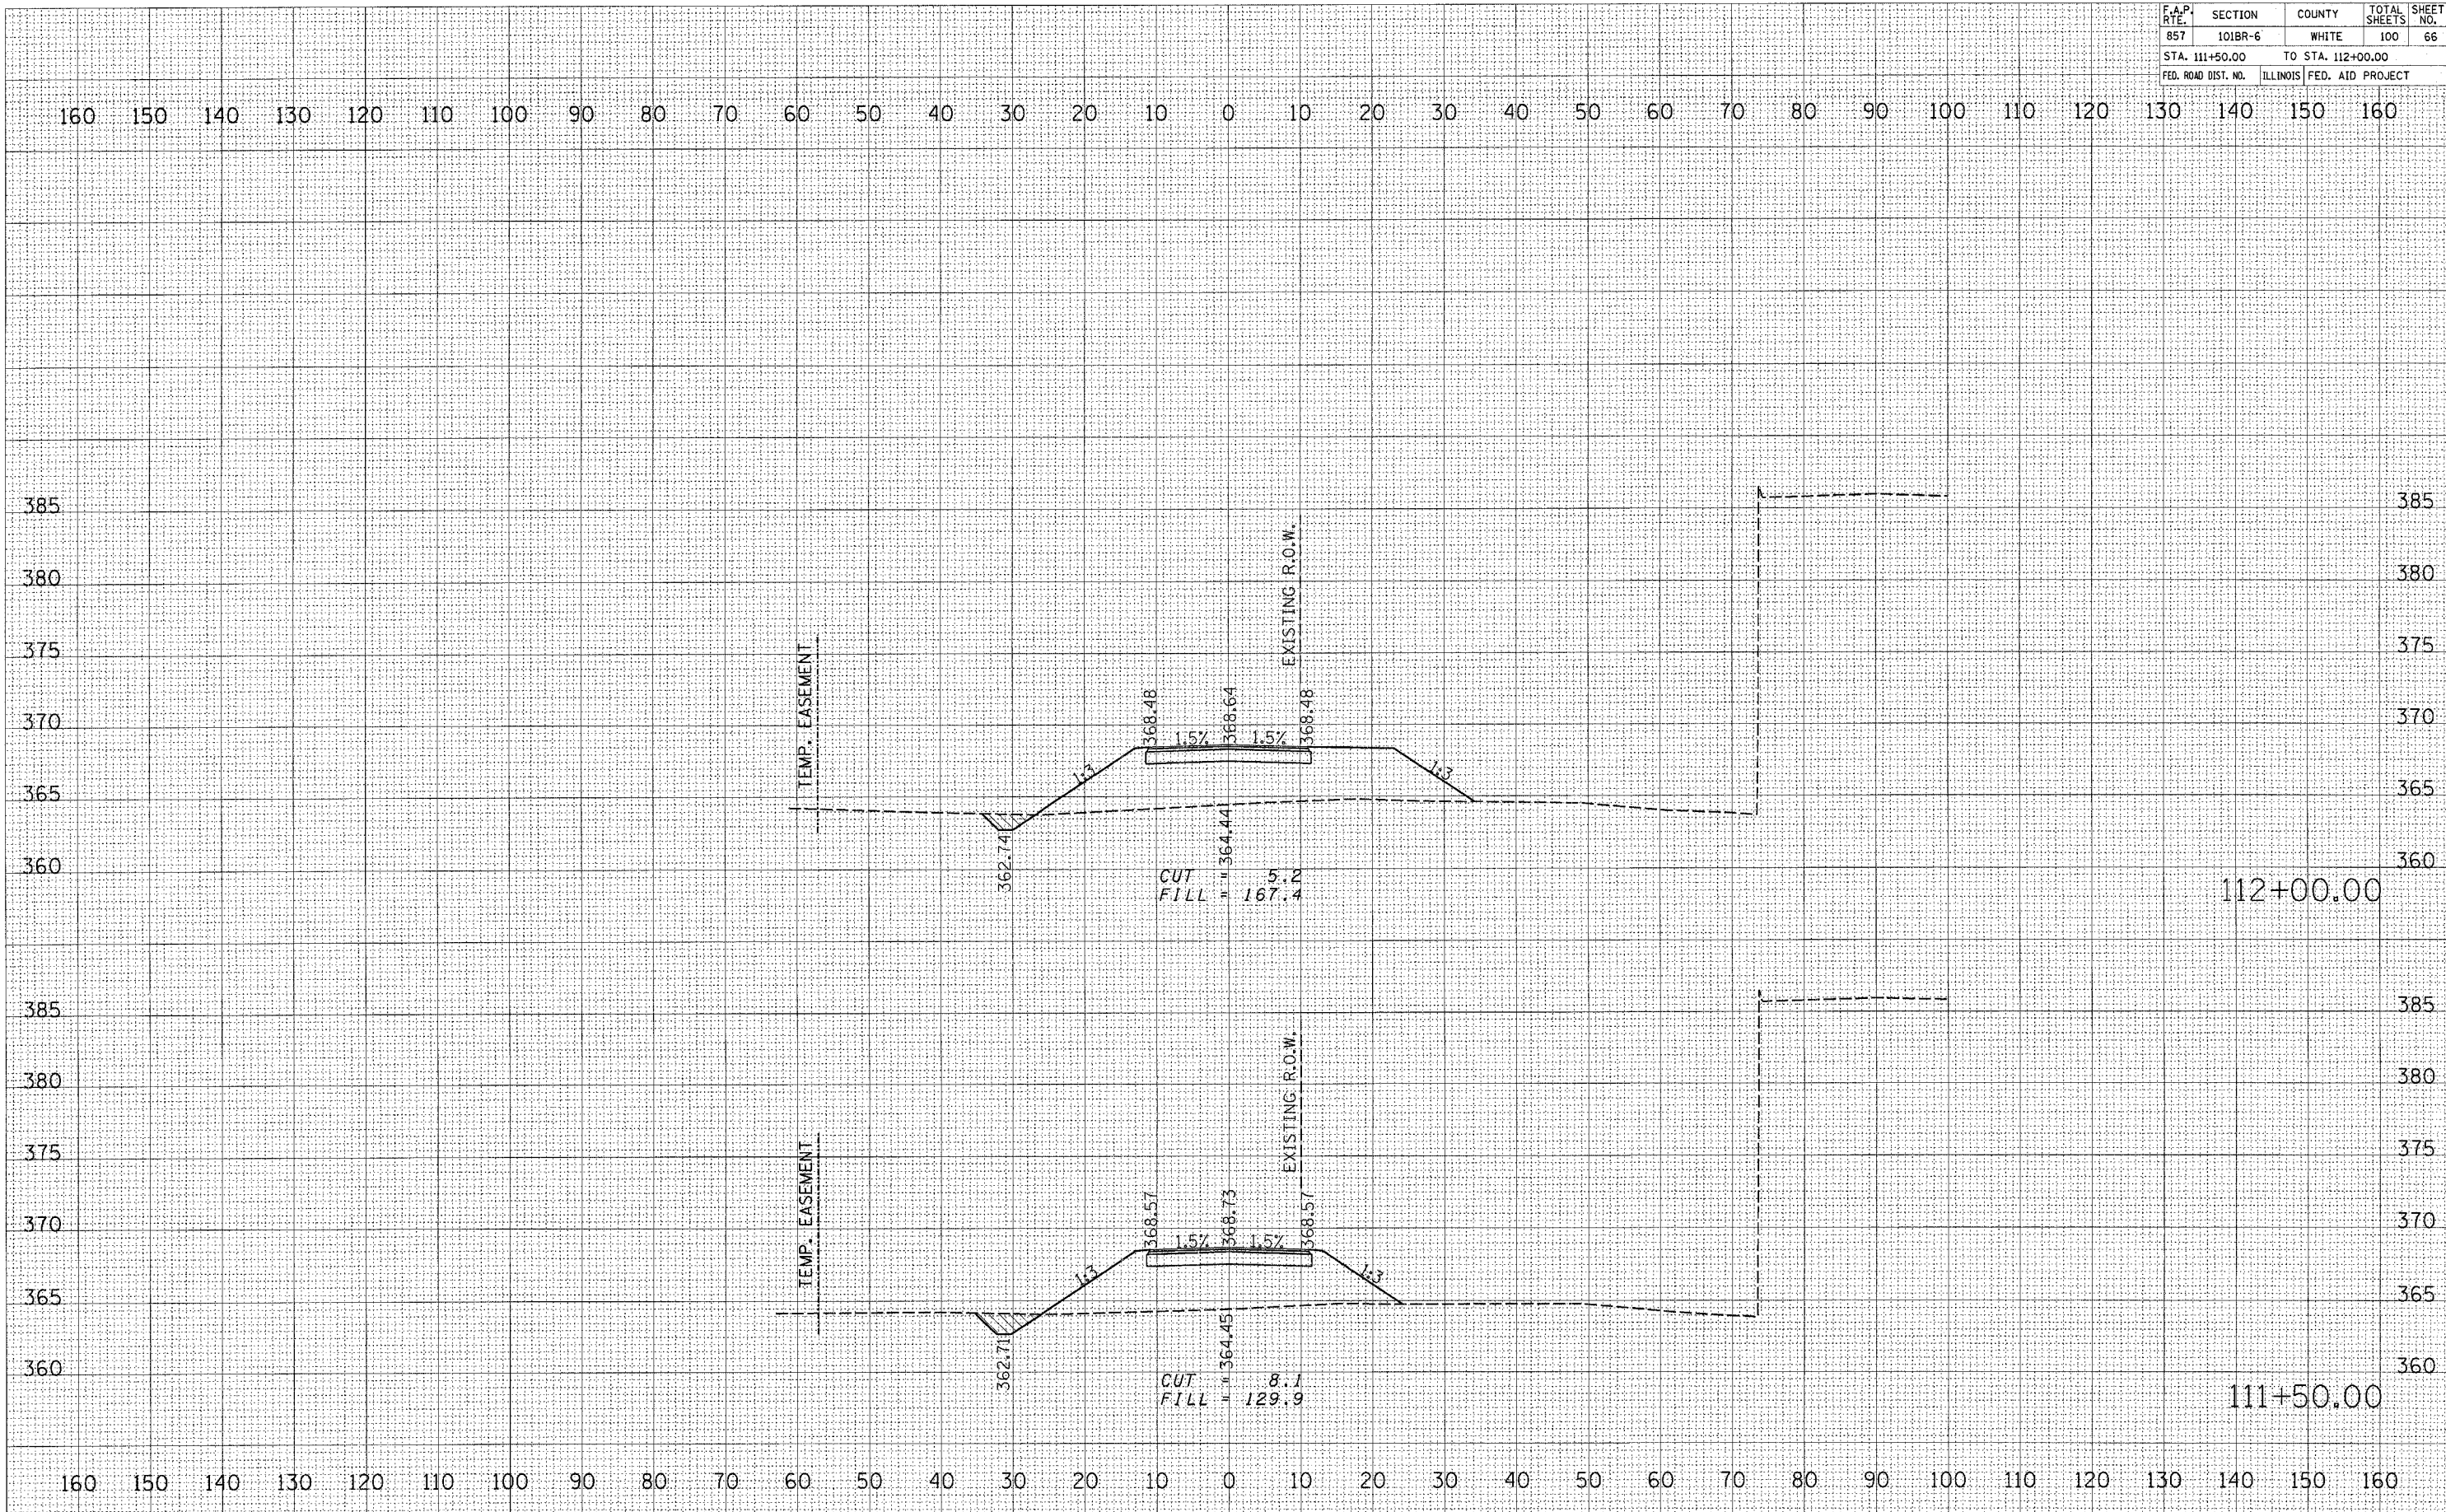 F.A.P. RTE. SECTION COUNTY TOTAL SHEETS SHEET NO.
857 101BR-6 WHITE 100 66
STA. 111+50.00 TO STA. 112+00.00
FED. ROAD DIST. NO. ILLINOIS FED. AID PROJECT
160 150 140 130 120 110 100 90 80 70 60 50 40 30 20 10 0 10 20 30 40 50 60 70 80 90 100 110 120 130 140 150 160
385 385
EXISTING R.O.W.
380 380
375 375
TEMP. EASEMENT
370 368.48 368.64 368.48 370
1.5% 1.5%
1:3 1:3
365 365
362.74 364.44
360 360
CUT = 5.2
FILL = 167.4
112+00.00
385 385
EXISTING R.O.W.
380 380
375 375
TEMP. EASEMENT
370 368.57 368.73 368.57 370
1.5% 1.5%
1:3 1:3
365 365
362.71 364.45
360 360
CUT = 8.1
FILL = 129.9
111+50.00
160 150 140 130 120 110 100 90 80 70 60 50 40 30 20 10 0 10 20 30 40 50 60 70 80 90 100 110 120 130 140 150 160